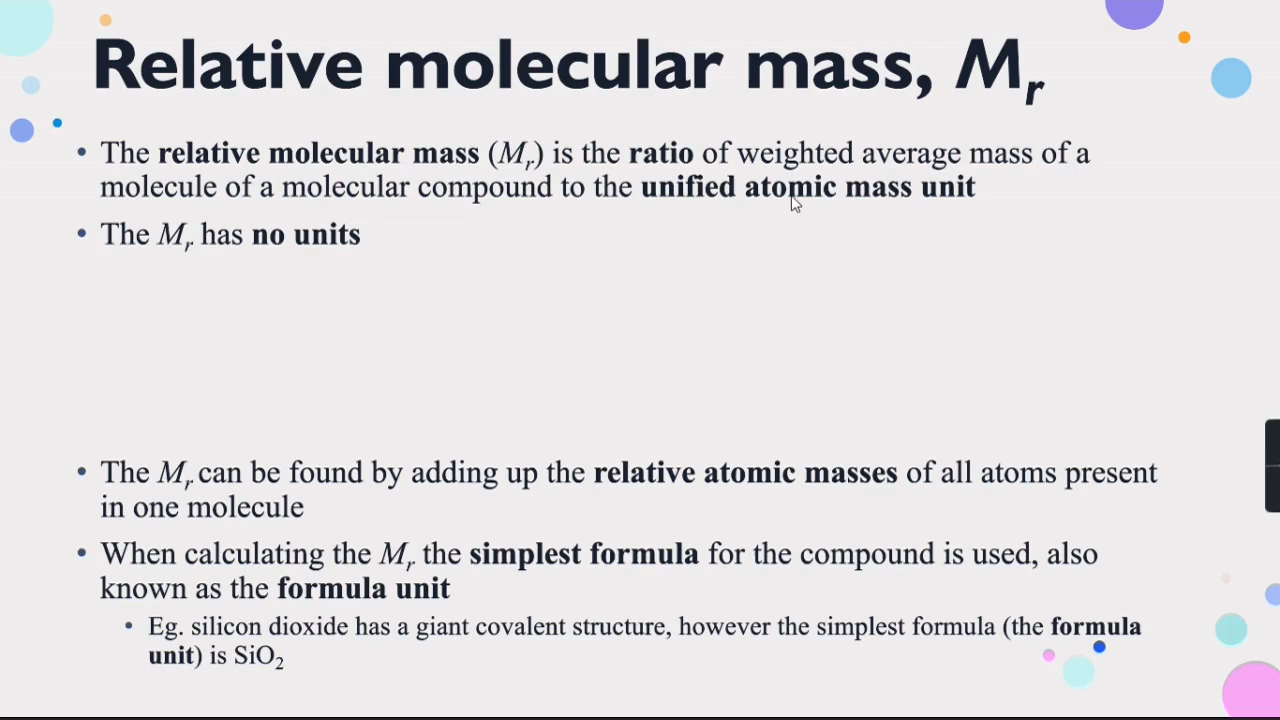 Relative molecular mass, Mr
• The relative molecular mass (Mr) is the ratio of weighted average mass of a
molecule of a molecular compound to the unified atomic mass unit
• The Mr has no units
• The Mr can be found by adding up the relative atomic masses of all atoms present
in one molecule
• When calculating the Mr the simplest formula for the compound is used, also
known as the formula unit
• Eg. silicon dioxide has a giant covalent structure, however the simplest formula (the formula
unit) is SiO₂